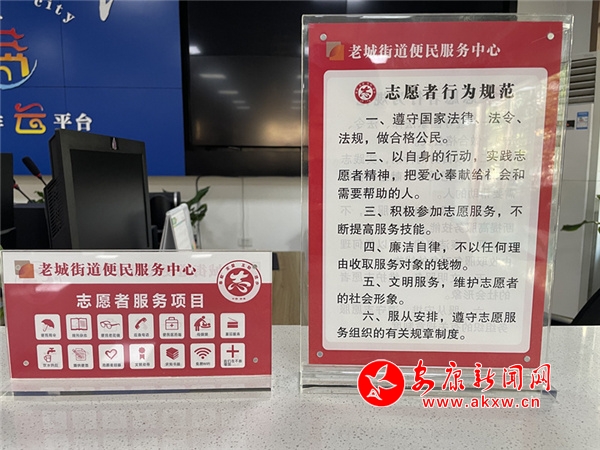 city
平台
老城街道便民服务中心
志愿者行为规范
一、遵守国家法律、法令、
法规，做合格公民。
二、以自身的行动，实践志
愿者精神，把爱心奉献给社会和
需要帮助的人。
三、积极参加志愿服务，不
断提高服务技能。
四、廉洁自律，不以任何理
由收取服务对象的钱物。
五、文明服务，维护志愿者
的社会形象。
六、服从安排，遵守志愿服
务组织的有关规章制度。
老城街道便民服务中心
志愿者服务项目
安康新闻网
www.akxw.cn